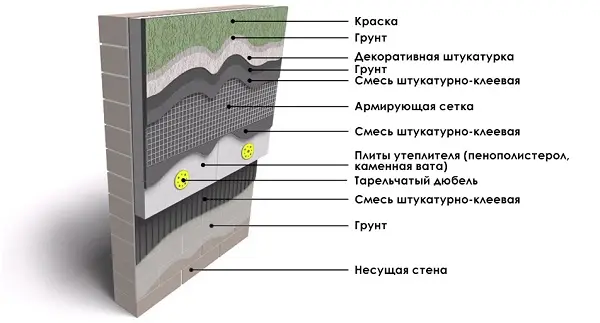 Краска
Грунт
Декоративная штукатурка
Грунт
Смесь штукатурно-клеевая
Армирующая сетка
Смесь штукатурно-клеевая
Плиты утеплителя (пенополистерол,
каменная вата)
Тарельчатый дюбель
Смесь штукатурно-клеевая
Грунт
Несущая стена